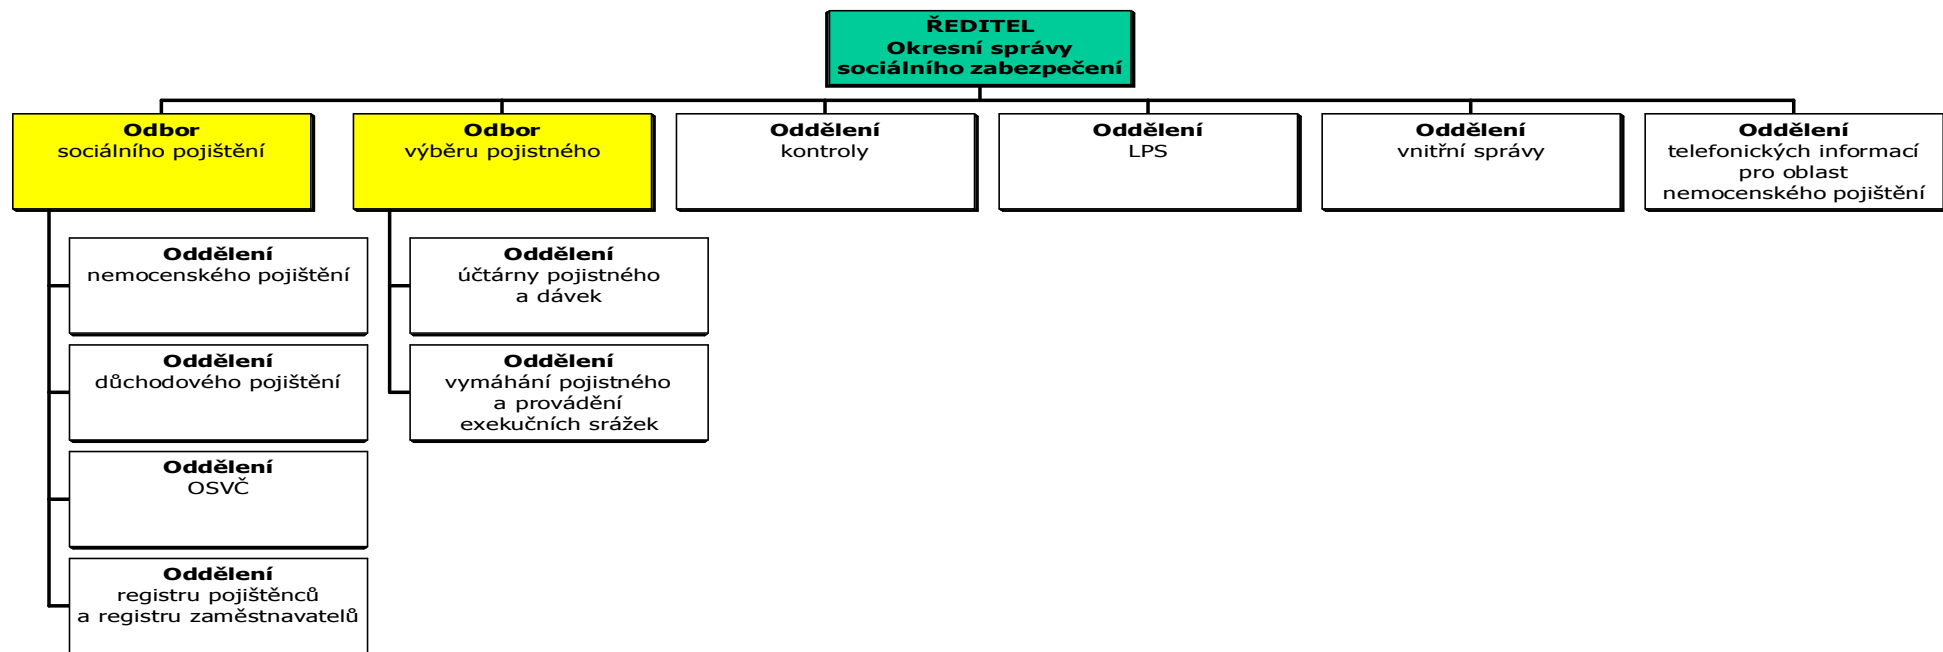 ŘEDITEL
Okresní správy
sociálního zabezpečení
Odbor
sociálního pojištění
Odbor
výběru pojistného
Oddělení
kontroly
Oddělení
LPS
Oddělení
vnitřní správy
Oddělení
telefonických informací
pro oblast
nemocenského pojištění
Oddělení
nemocenského pojištění
Oddělení
důchodového pojištění
Oddělení
OSVČ
Oddělení
registru pojištěnců
a registru zaměstnavatelů
Oddělení
účtárny pojistného
a dávek
Oddělení
vymáhání pojistného
a provádění
exekučních srážek